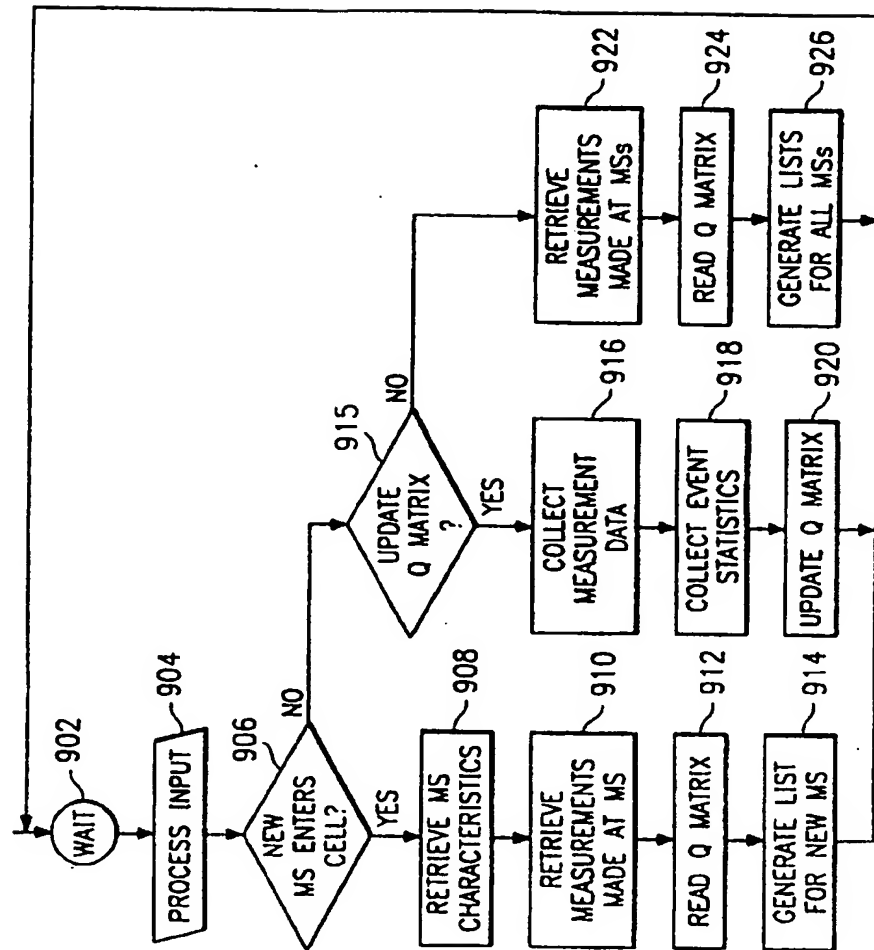 902
WAIT
904
PROCESS INPUT
906
NEW
MS ENTERS
CELL?
NO
YES
908
RETRIEVE MS
CHARACTERISTICS
910
RETRIEVE
MEASUREMENTS
MADE AT MS
912
READ Q MATRIX
914
GENERATE LIST
FOR NEW MS
915
UPDATE
Q MATRIX
?
NO
YES
916
COLLECT
MEASUREMENT
DATA
918
COLLECT EVENT
STATISTICS
920
UPDATE Q MATRIX
922
RETRIEVE
MEASUREMENTS
MADE AT MSs
924
READ Q MATRIX
926
GENERATE LISTS
FOR ALL MSs